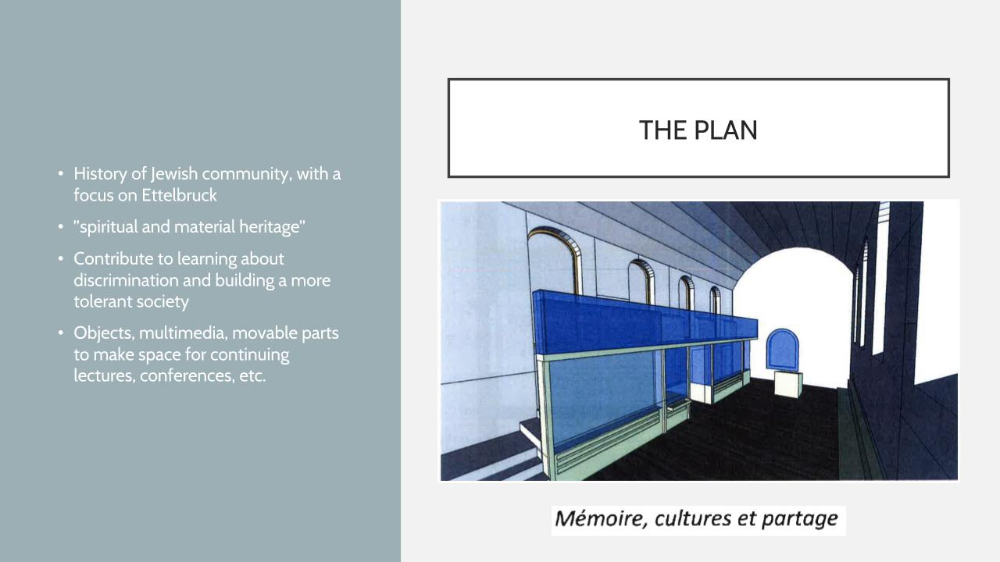 • History of Jewish community, with a
focus on Ettelbruck
• ”spiritual and material heritage”
• Contribute to learning about
discrimination and building a more
tolerant society
• Objects, multimedia, movable parts
to make space for continuing
lectures, conferences, etc.
THE PLAN
Mémoire, cultures et partage